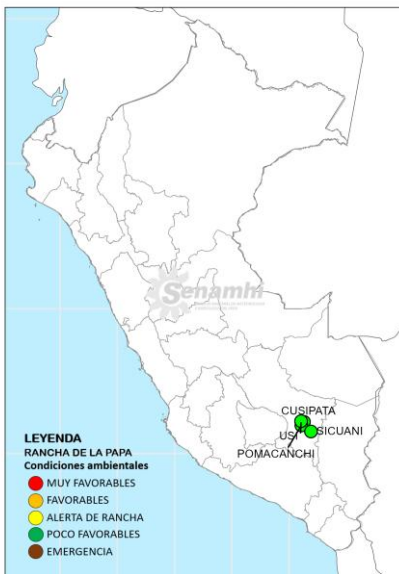 Senamhi
CUSIPATA
USI
SICUANI
POMACANCHI
LEYENDA
RANCHA DE LA PAPA
Condiciones ambientales
MUY FAVORABLES
FAVORABLES
ALERTA DE RANCHA
POCO FAVORABLES
EMERGENCIA